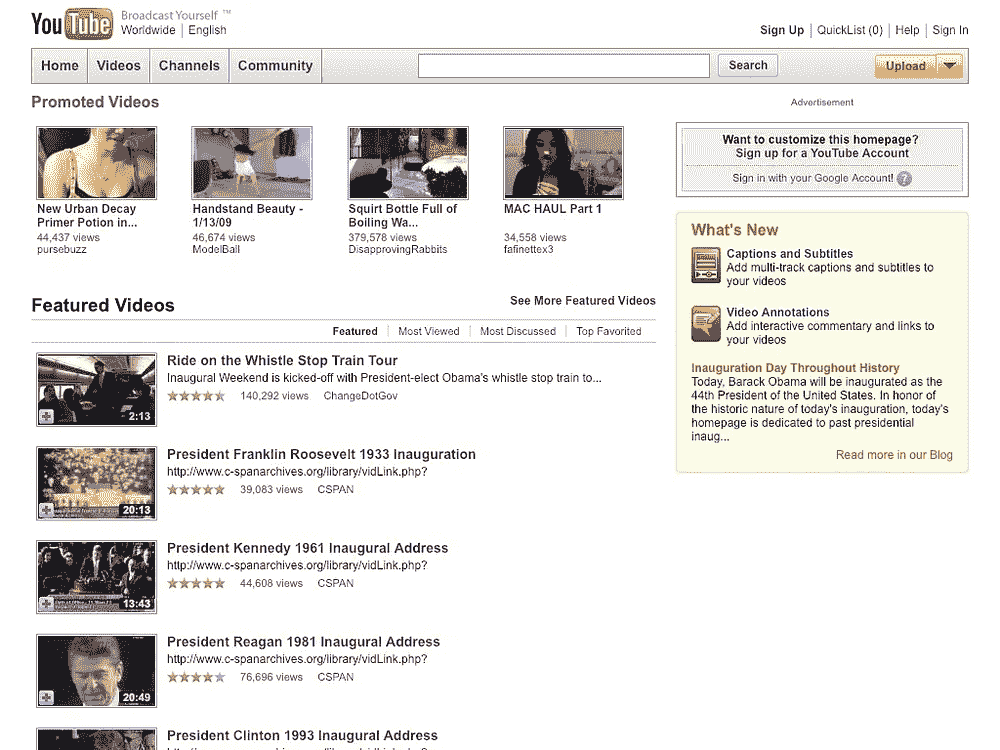 YouTube
Broadcast Yourself ™
Worldwide | English
Sign Up | QuickList (0) | Help | Sign In
Home
Videos
Channels
Community
Search
Upload
Promoted Videos
New Urban Decay
Primer Potion in...
44,437 views
pursebuzz
Handstand Beauty -
1/13/09
46,674 views
ModelBall
Squirt Bottle Full of
Boiling Wa...
379,578 views
DisapprovingRabbits
MAC HAUL Part 1
34,558 views
fafinettex3
Featured Videos
See More Featured Videos
Featured | Most Viewed | Most Discussed | Top Favorited
Ride on the Whistle Stop Train Tour
Inaugural Weekend is kicked-off with President-elect Obama's whistle stop train to...
140,292 views ChangeDotGov
2:13
President Franklin Roosevelt 1933 Inauguration
http://www.c-spanarchives.org/library/vidLink.php?
39,083 views CSPAN
20:13
President Kennedy 1961 Inaugural Address
http://www.c-spanarchives.org/library/vidLink.php?
44,608 views CSPAN
13:43
President Reagan 1981 Inaugural Address
http://www.c-spanarchives.org/library/vidLink.php?
76,696 views CSPAN
20:49
President Clinton 1993 Inaugural Address
Advertisement
Want to customize this homepage?
Sign up for a YouTube Account
Sign in with your Google Account! ?
What's New
Captions and Subtitles
Add multi-track captions and subtitles to
your videos
Video Annotations
Add interactive commentary and links to
your videos
Inauguration Day Throughout History
Today, Barack Obama will be inaugurated as the
44th President of the United States. In honor of
the historic nature of today's inauguration, today's
homepage is dedicated to past presidential
inaug...
Read more in our Blog